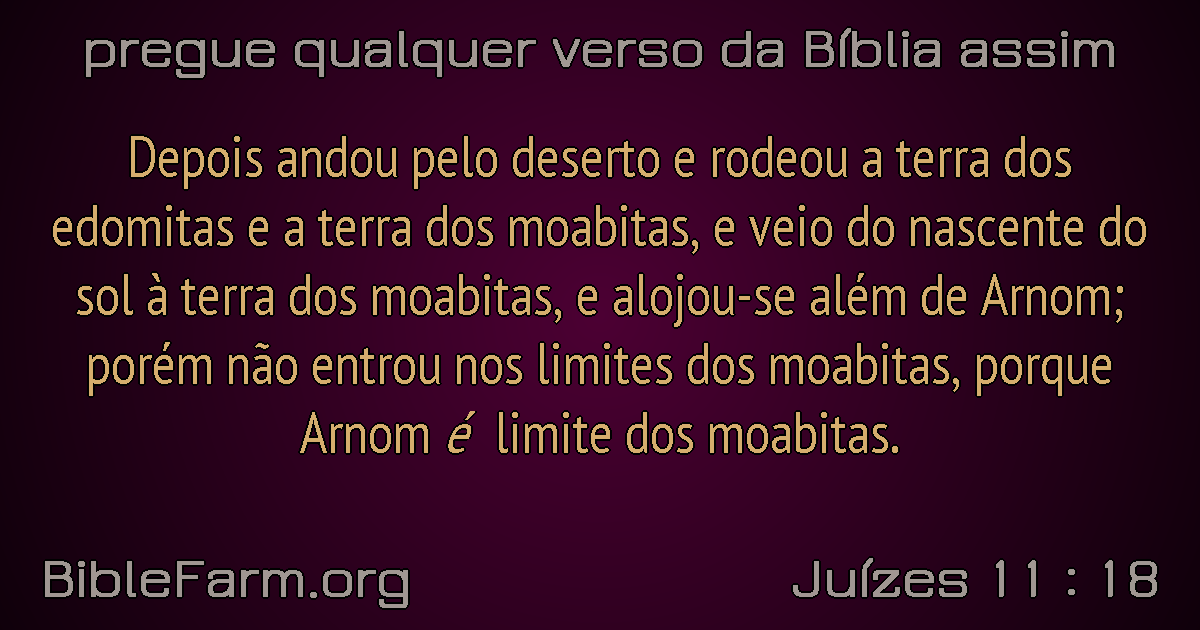 pregue qualquer verso da Bíblia assim
Depois andou pelo deserto e rodeou a terra dos
edomitas e a terra dos moabitas, e veio do nascente do
sol à terra dos moabitas, e alojou-se além de Arnom;
porém não entrou nos limites dos moabitas, porque
Arnom é limite dos moabitas.
BibleFarm.org
Juízes 11 : 18